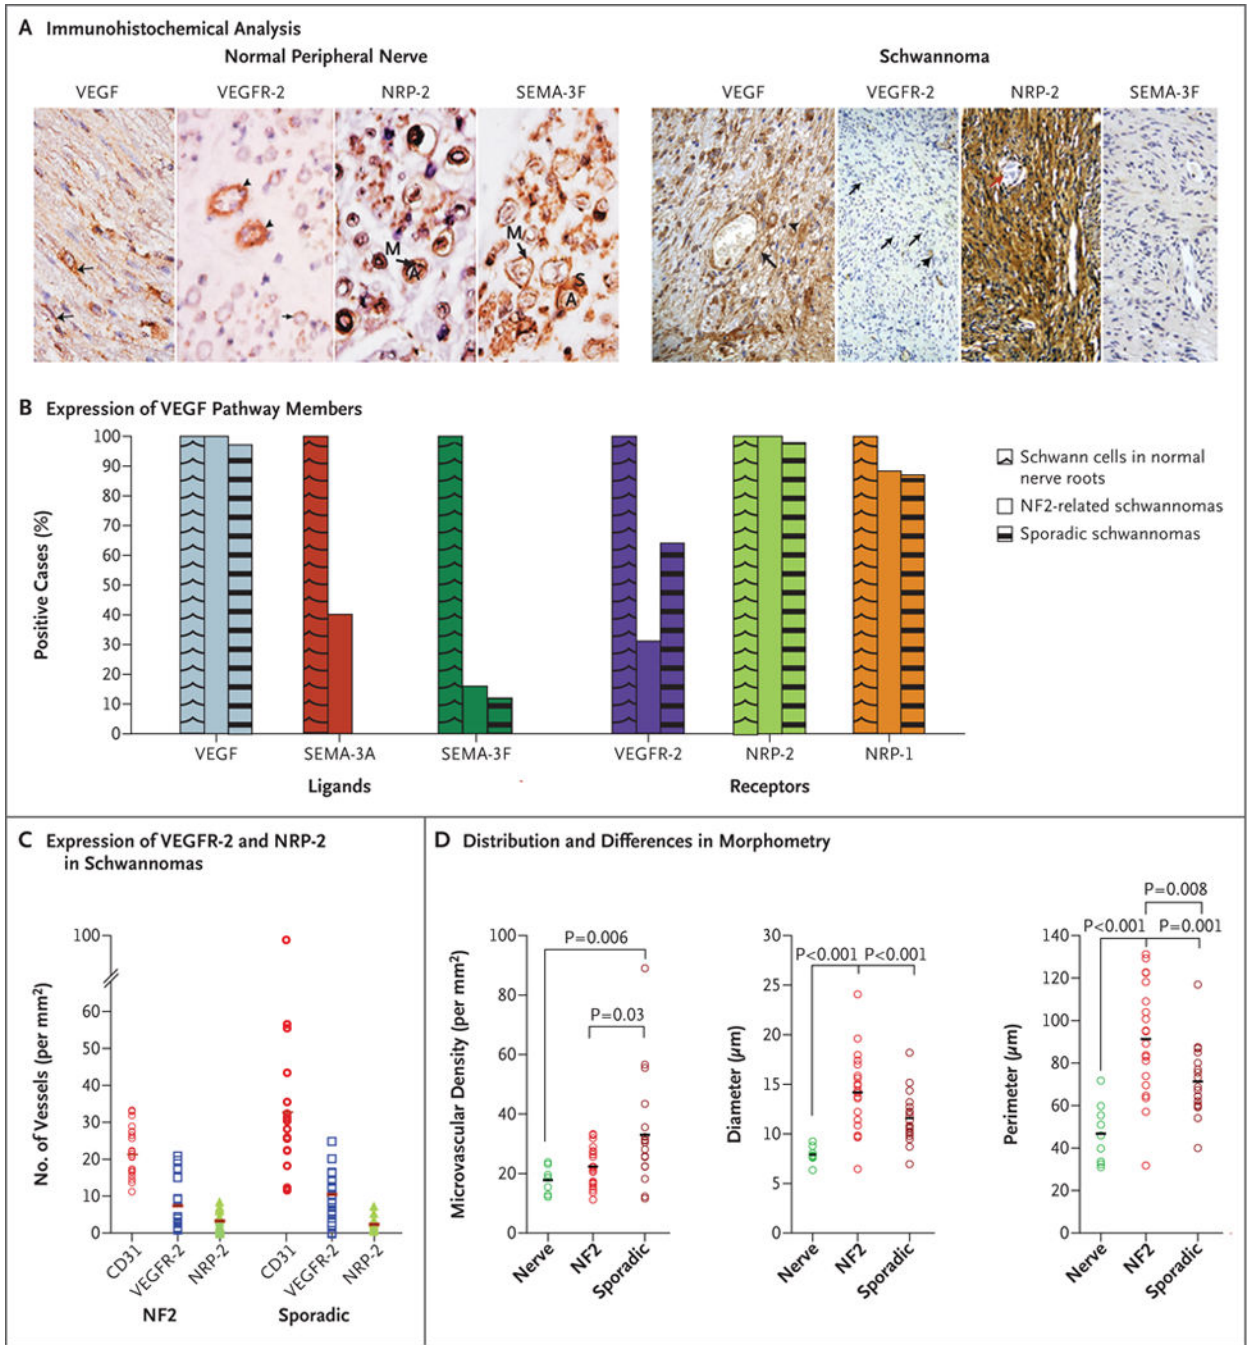 A Immunohistochemical Analysis
Normal Peripheral Nerve
Schwannoma
VEGF VEGFR-2 NRP-2 SEMA-3F
VEGF VEGFR-2 NRP-2 SEMA-3F
M
A
M
S
A
B Expression of VEGF Pathway Members
Positive Cases (%)
100
90
80
70
60
50
40
30
20
10
0
VEGF SEMA-3A SEMA-3F VEGFR-2 NRP-2 NRP-1
Ligands Receptors
Schwann cells in normal
nerve roots
NF2-related schwannomas
Sporadic schwannomas
C Expression of VEGFR-2 and NRP-2
in Schwannomas
No. of Vessels (per mm²)
100
60
50
40
30
20
10
0
CD31 VEGFR-2 NRP-2 CD31 VEGFR-2 NRP-2
NF2 Sporadic
D Distribution and Differences in Morphometry
Microvascular Density (per mm²)
100
80
60
40
20
0
P=0.006
P=0.03
Nerve NF2 Sporadic
Diameter (µm)
30
25
20
15
10
5
0
P<0.001 P<0.001
Nerve NF2 Sporadic
Perimeter (µm)
140
120
100
80
60
40
20
0
P=0.008
P<0.001 P=0.001
Nerve NF2 Sporadic